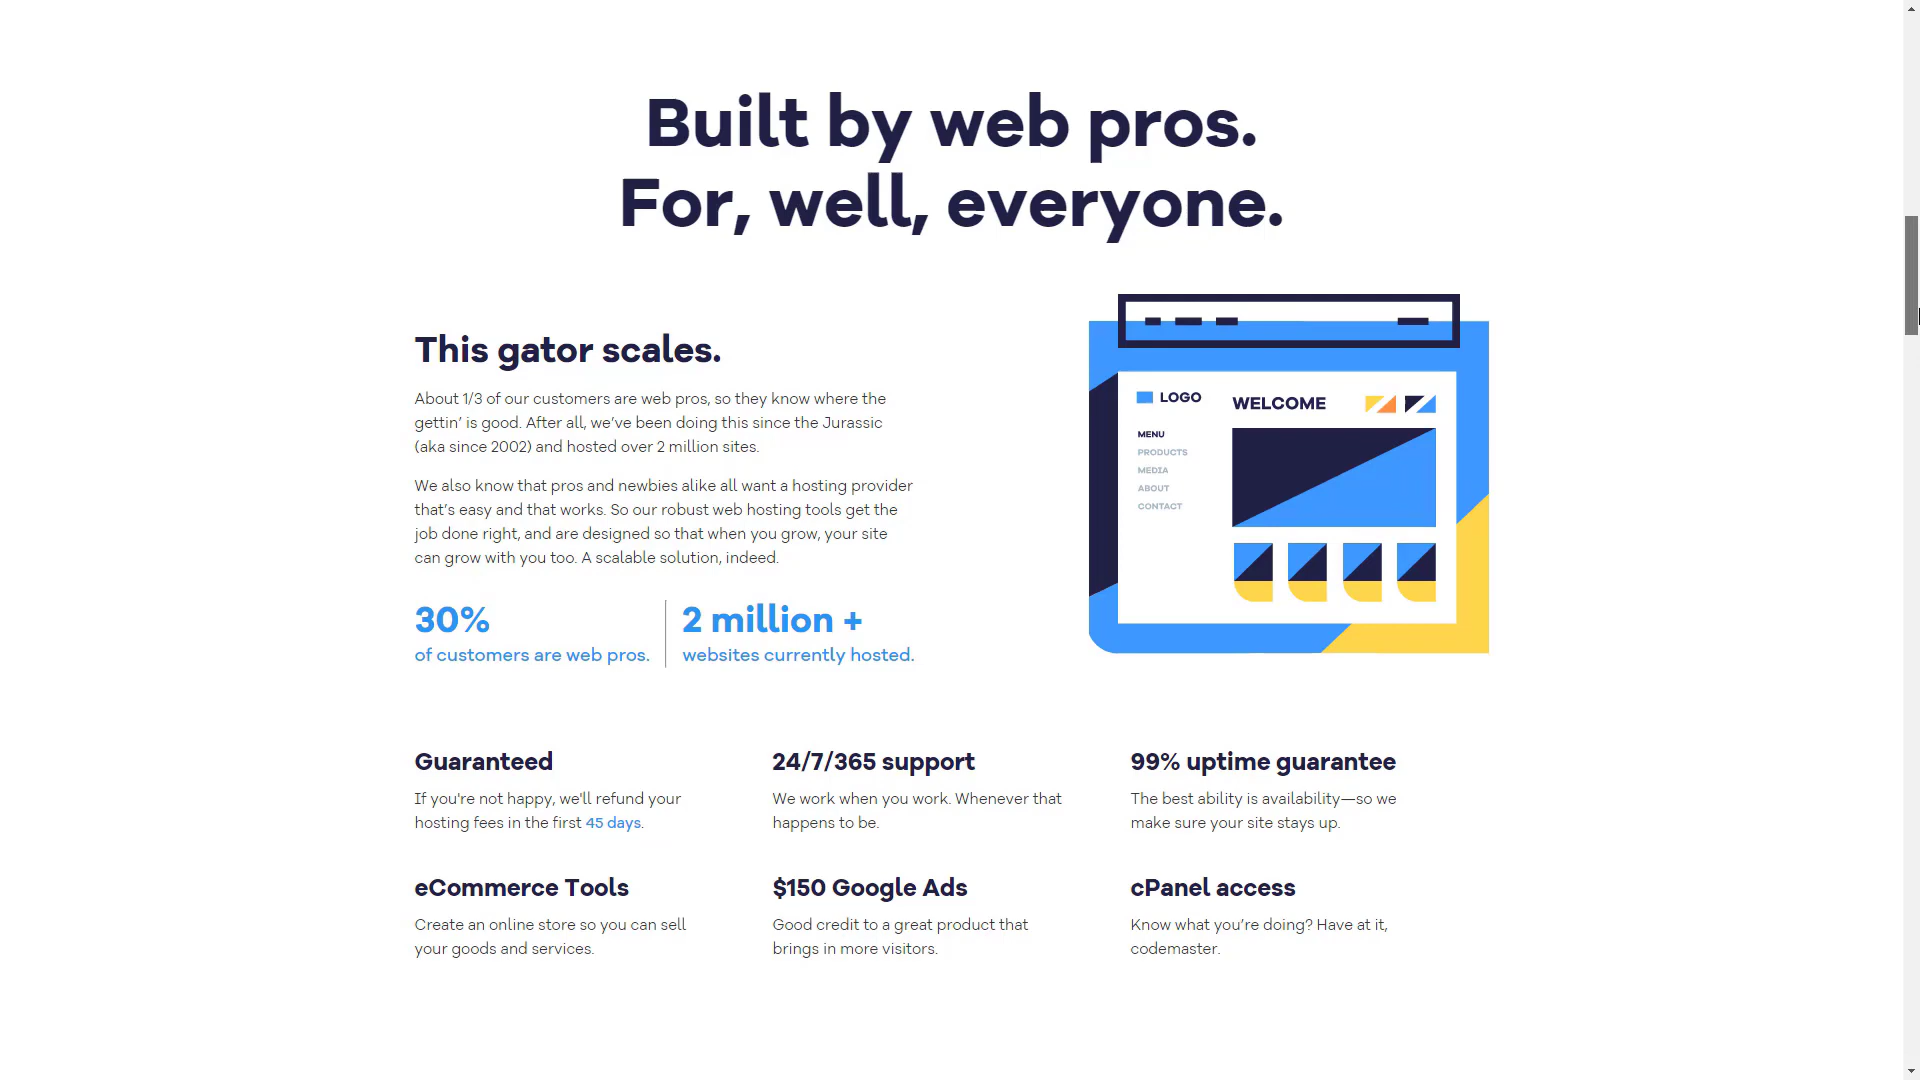 Built by web pros.
For, well, everyone.
This gator scales.
About 1/3 of our customers are web pros, so they know where the
gettin’ is good. After all, we’ve been doing this since the Jurassic
(aka since 2002) and hosted over 2 million sites.
We also know that pros and newbies alike all want a hosting provider
that’s easy and that works. So our robust web hosting tools get the
job done right, and are designed so that when you grow, your site
can grow with you too. A scalable solution, indeed.
30%
of customers are web pros.
2 million +
websites currently hosted.
LOGO
WELCOME
MENU
PRODUCTS
MEDIA
ABOUT
CONTACT
Guaranteed
If you're not happy, we'll refund your
hosting fees in the first 45 days.
24/7/365 support
We work when you work. Whenever that
happens to be.
99% uptime guarantee
The best ability is availability—so we
make sure your site stays up.
eCommerce Tools
Create an online store so you can sell
your goods and services.
$150 Google Ads
Good credit to a great product that
brings in more visitors.
cPanel access
Know what you’re doing? Have at it,
codemaster.